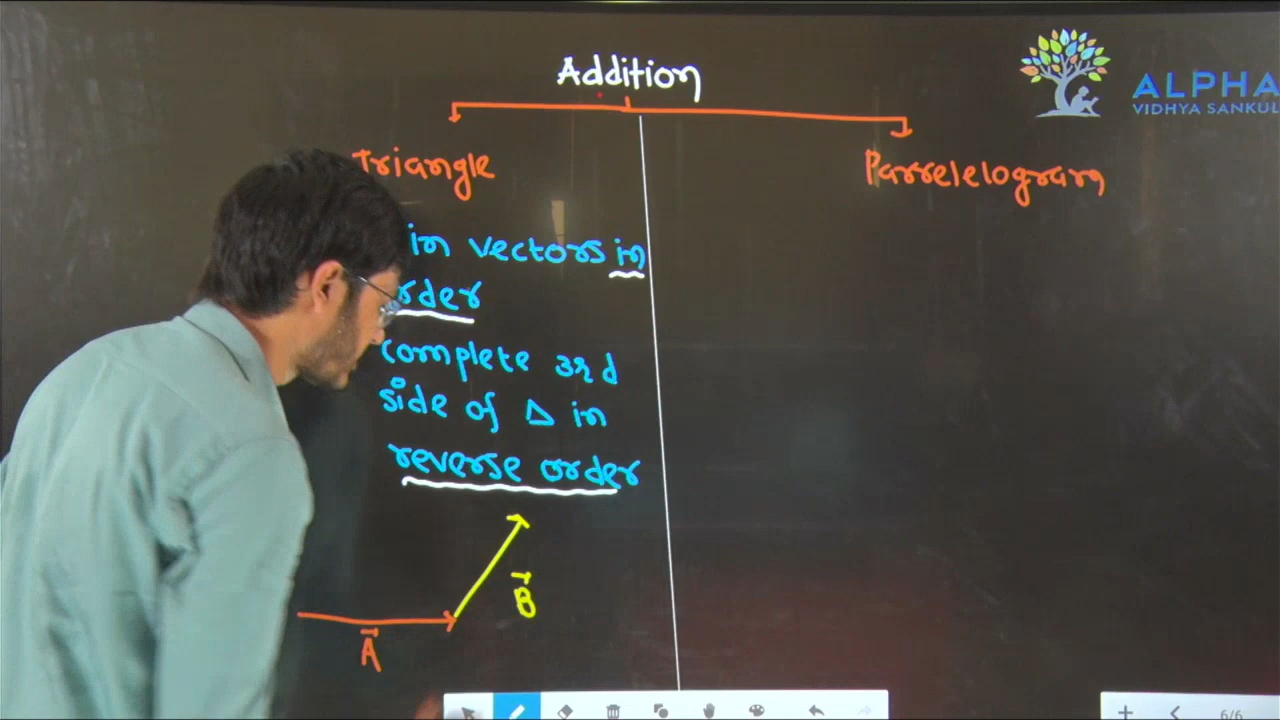 Addition
ALPHA
VIDHYA SANKUL
Triangle
Parrelelogram
in vectors in
rder
complete 3rd
side of Δ in
reverse order
B
A
6/6